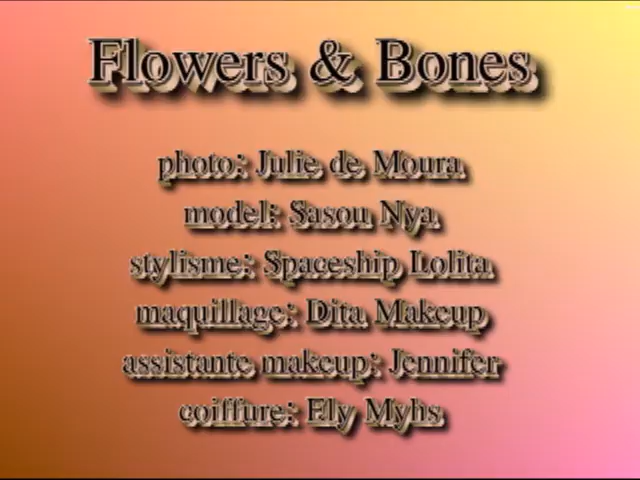 Flowers & Bones
photo: Julie de Moura
model: Sasou Nya
stylisme: Spaceship Lolita
maquillage: Dita Makeup
assistante makeup: Jennifer
coiffure: Ely Myhs